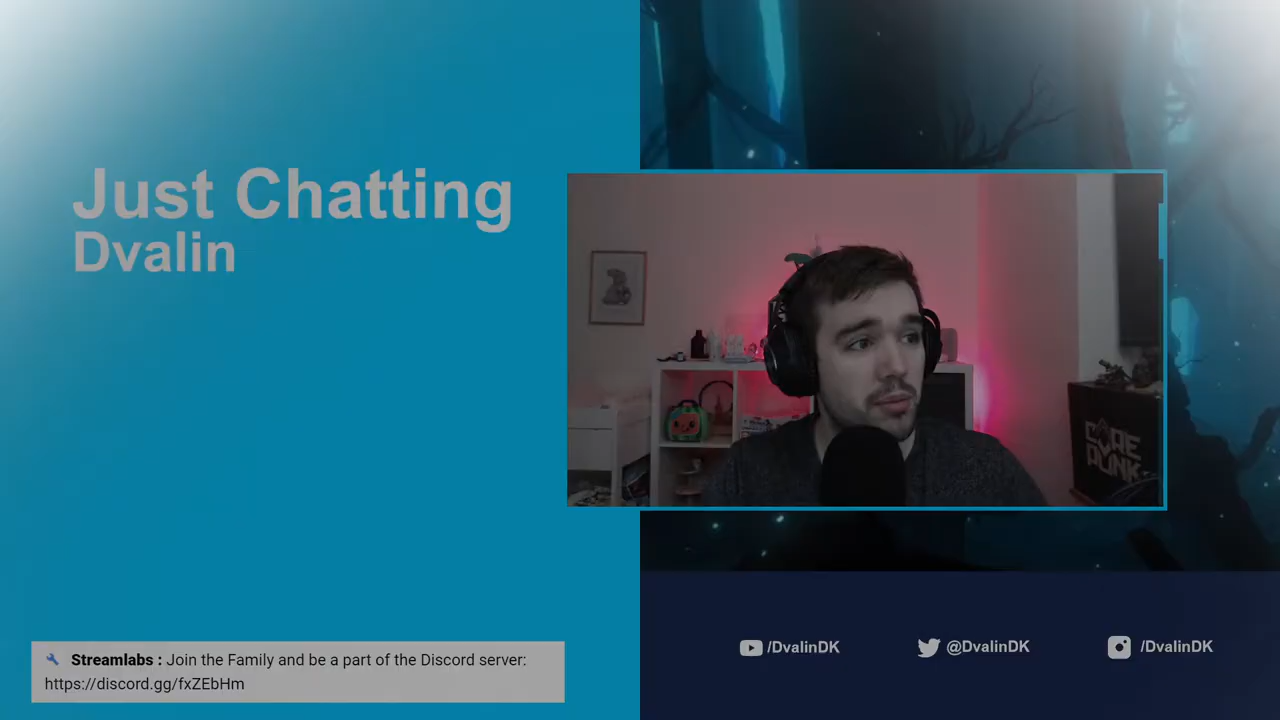 Just Chatting
Dvalin
CORE
PUNK
Streamlabs : Join the Family and be a part of the Discord server:
https://discord.gg/fxZEbHm
/DvalinDK
@DvalinDK
/DvalinDK